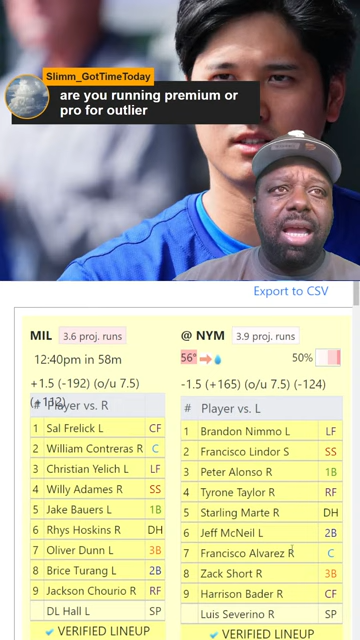 Slimm_GotTimeToday
are you running premium or
pro for outlier
Export to CSV
MIL 3.6 proj. runs
12:40pm in 58m
+1.5 (-192) (o/u 7.5)
(+112)
# Player vs. R
1 Sal Frelick L CF
2 William Contreras R C
3 Christian Yelich L LF
4 Willy Adames R SS
5 Jake Bauers L 1B
6 Rhys Hoskins R DH
7 Oliver Dunn L 3B
8 Brice Turang L 2B
9 Jackson Chourio R RF
DL Hall L SP
VERIFIED LINEUP
@ NYM 3.9 proj. runs
56° 50%
-1.5 (+165) (o/u 7.5) (-124)
# Player vs. L
1 Brandon Nimmo L LF
2 Francisco Lindor S SS
3 Peter Alonso R 1B
4 Tyrone Taylor R RF
5 Starling Marte R DH
6 Jeff McNeil L 2B
7 Francisco Alvarez R C
8 Zack Short R 3B
9 Harrison Bader R CF
Luis Severino R SP
VERIFIED LINEUP